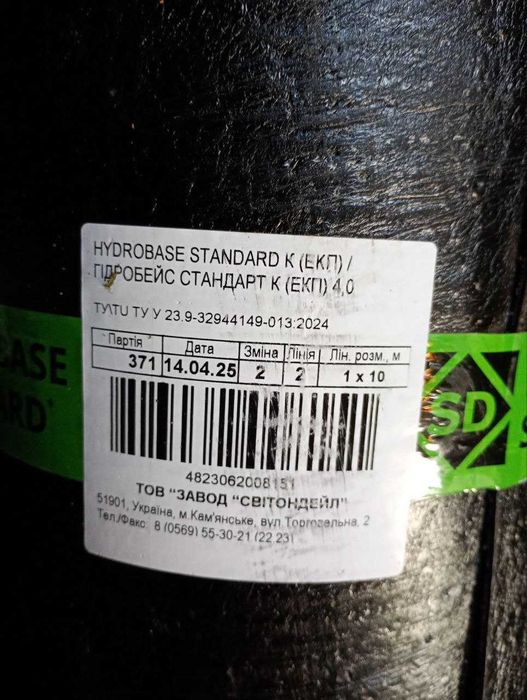 HYDROBASE STANDARD К (ЕКП) /
ГІДРОБЕЙС СТАНДАРТ К (ЕКП) 4,0
ТУ\TU ТУ У 23.9-32944149-013:2024
Партія Дата Зміна Лінія Лін. розм., м
371 14.04.25 2 2 1 x 10
4823062008151
ТОВ "ЗАВОД "СВІТОНДЕЙЛ"
51901, Україна, м.Кам'янське, вул.Торговельна, 2
Тел./Факс: 8 (0569) 55-30-21 (22,23)
BASE
ARD
SD